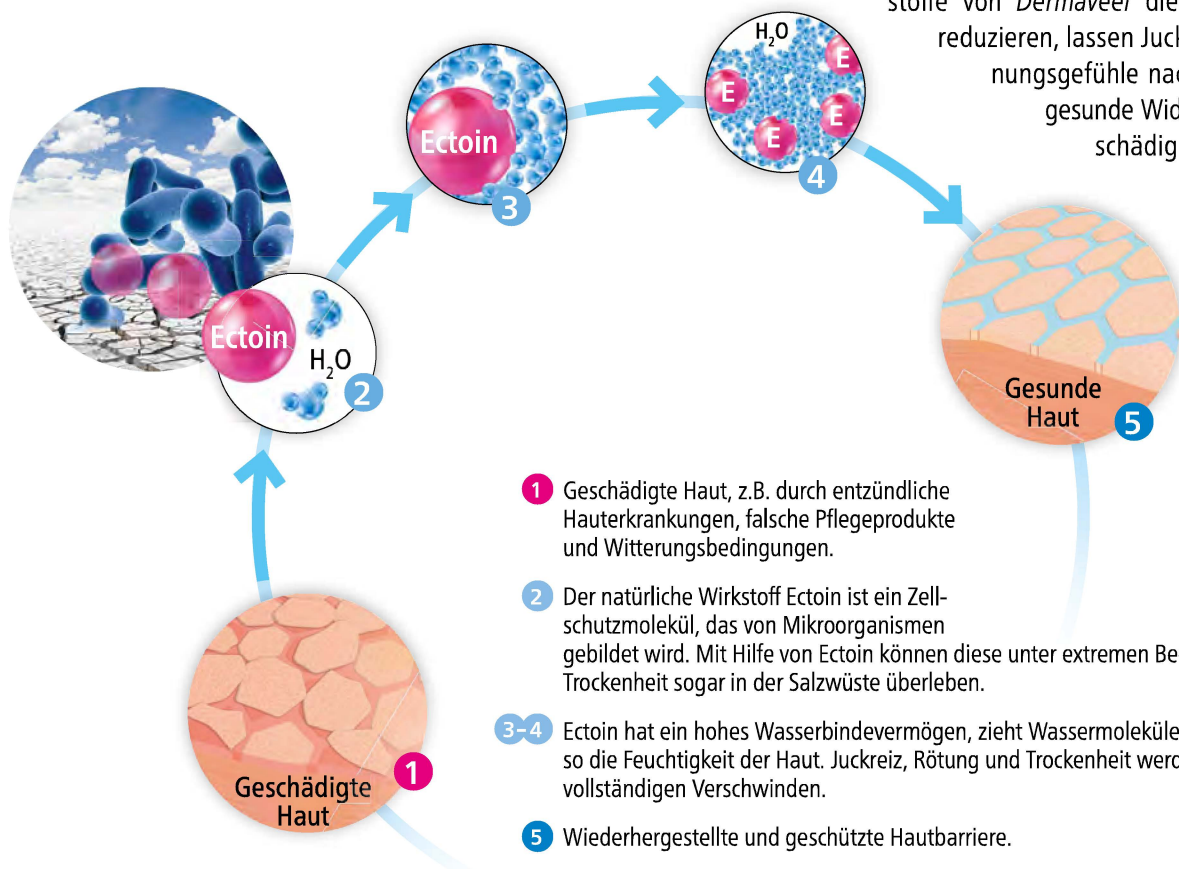 stoffe von Dermaveel die
reduzieren, lassen Juck
nungsgefühle nac
gesunde Wid
schädig
H₂O
E
E
E
E
4
Ectoin
3
Ectoin
H₂O
2
Gesunde
Haut
5
Geschädigte
Haut
1
1 Geschädigte Haut, z.B. durch entzündliche
Hauterkrankungen, falsche Pflegeprodukte
und Witterungsbedingungen.
2 Der natürliche Wirkstoff Ectoin ist ein Zell-
schutzmolekül, das von Mikroorganismen
gebildet wird. Mit Hilfe von Ectoin können diese unter extremen Be
Trockenheit sogar in der Salzwüste überleben.
3-4 Ectoin hat ein hohes Wasserbindevermögen, zieht Wassermoleküle
so die Feuchtigkeit der Haut. Juckreiz, Rötung und Trockenheit werd
vollständigen Verschwinden.
5 Wiederhergestellte und geschützte Hautbarriere.